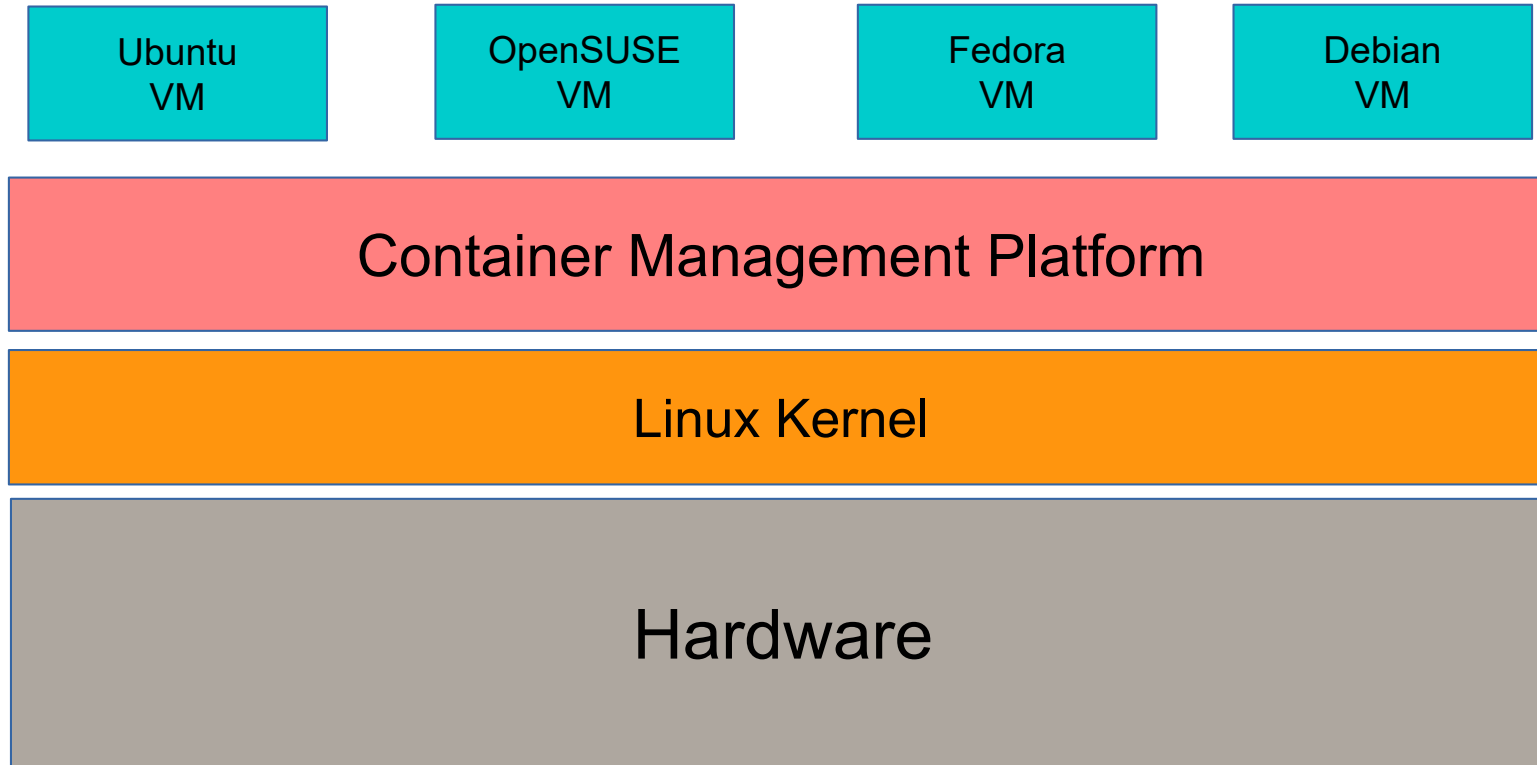 Ubuntu
VM
OpenSUSE
VM
Fedora
VM
Debian
VM
Container Management Platform
Linux Kernel
Hardware